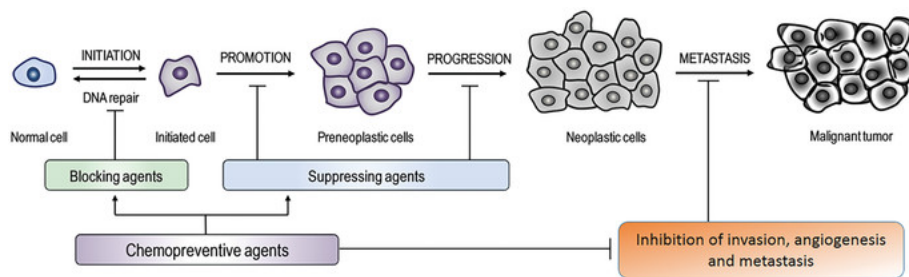 INITIATION
PROMOTION
PROGRESSION
METASTASIS
DNA repair
Normal cell
Initiated cell
Preneoplastic cells
Neoplastic cells
Malignant tumor
Blocking agents
Suppressing agents
Chemopreventive agents
Inhibition of invasion, angiogenesis
and metastasis